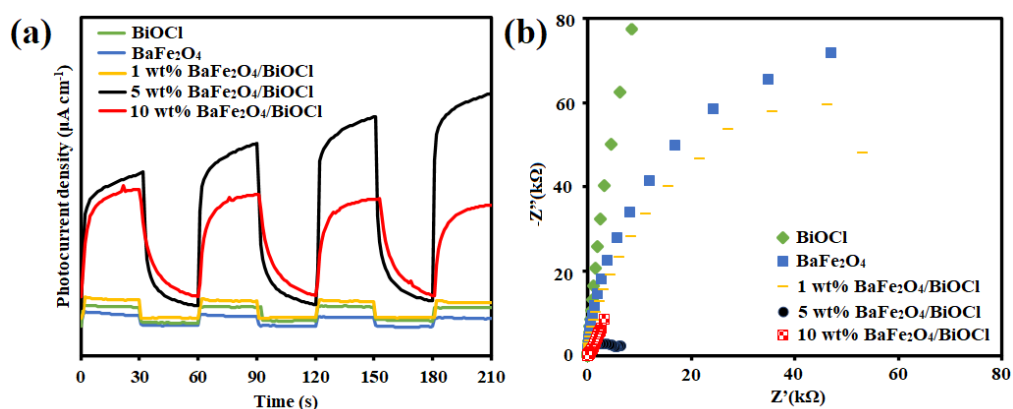 (a)
Photocurrent density (µA cm⁻¹)
BiOCl
BaFe₂O₄
1 wt% BaFe₂O₄/BiOCl
5 wt% BaFe₂O₄/BiOCl
10 wt% BaFe₂O₄/BiOCl
0 30 60 90 120 150 180 210
Time (s)
(b)
-Z”(kΩ)
80
60
40
20
0
BiOCl
BaFe₂O₄
1 wt% BaFe₂O₄/BiOCl
5 wt% BaFe₂O₄/BiOCl
10 wt% BaFe₂O₄/BiOCl
0 20 40 60 80
Z’(kΩ)